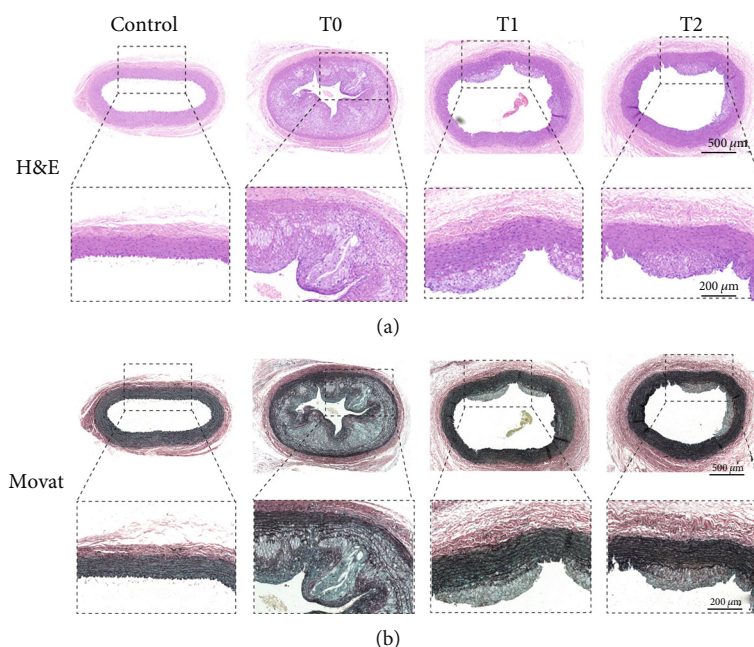 Control T0 T1 T2
H&E
500 μm
200 μm
(a)
Movat
500 μm
200 μm
(b)